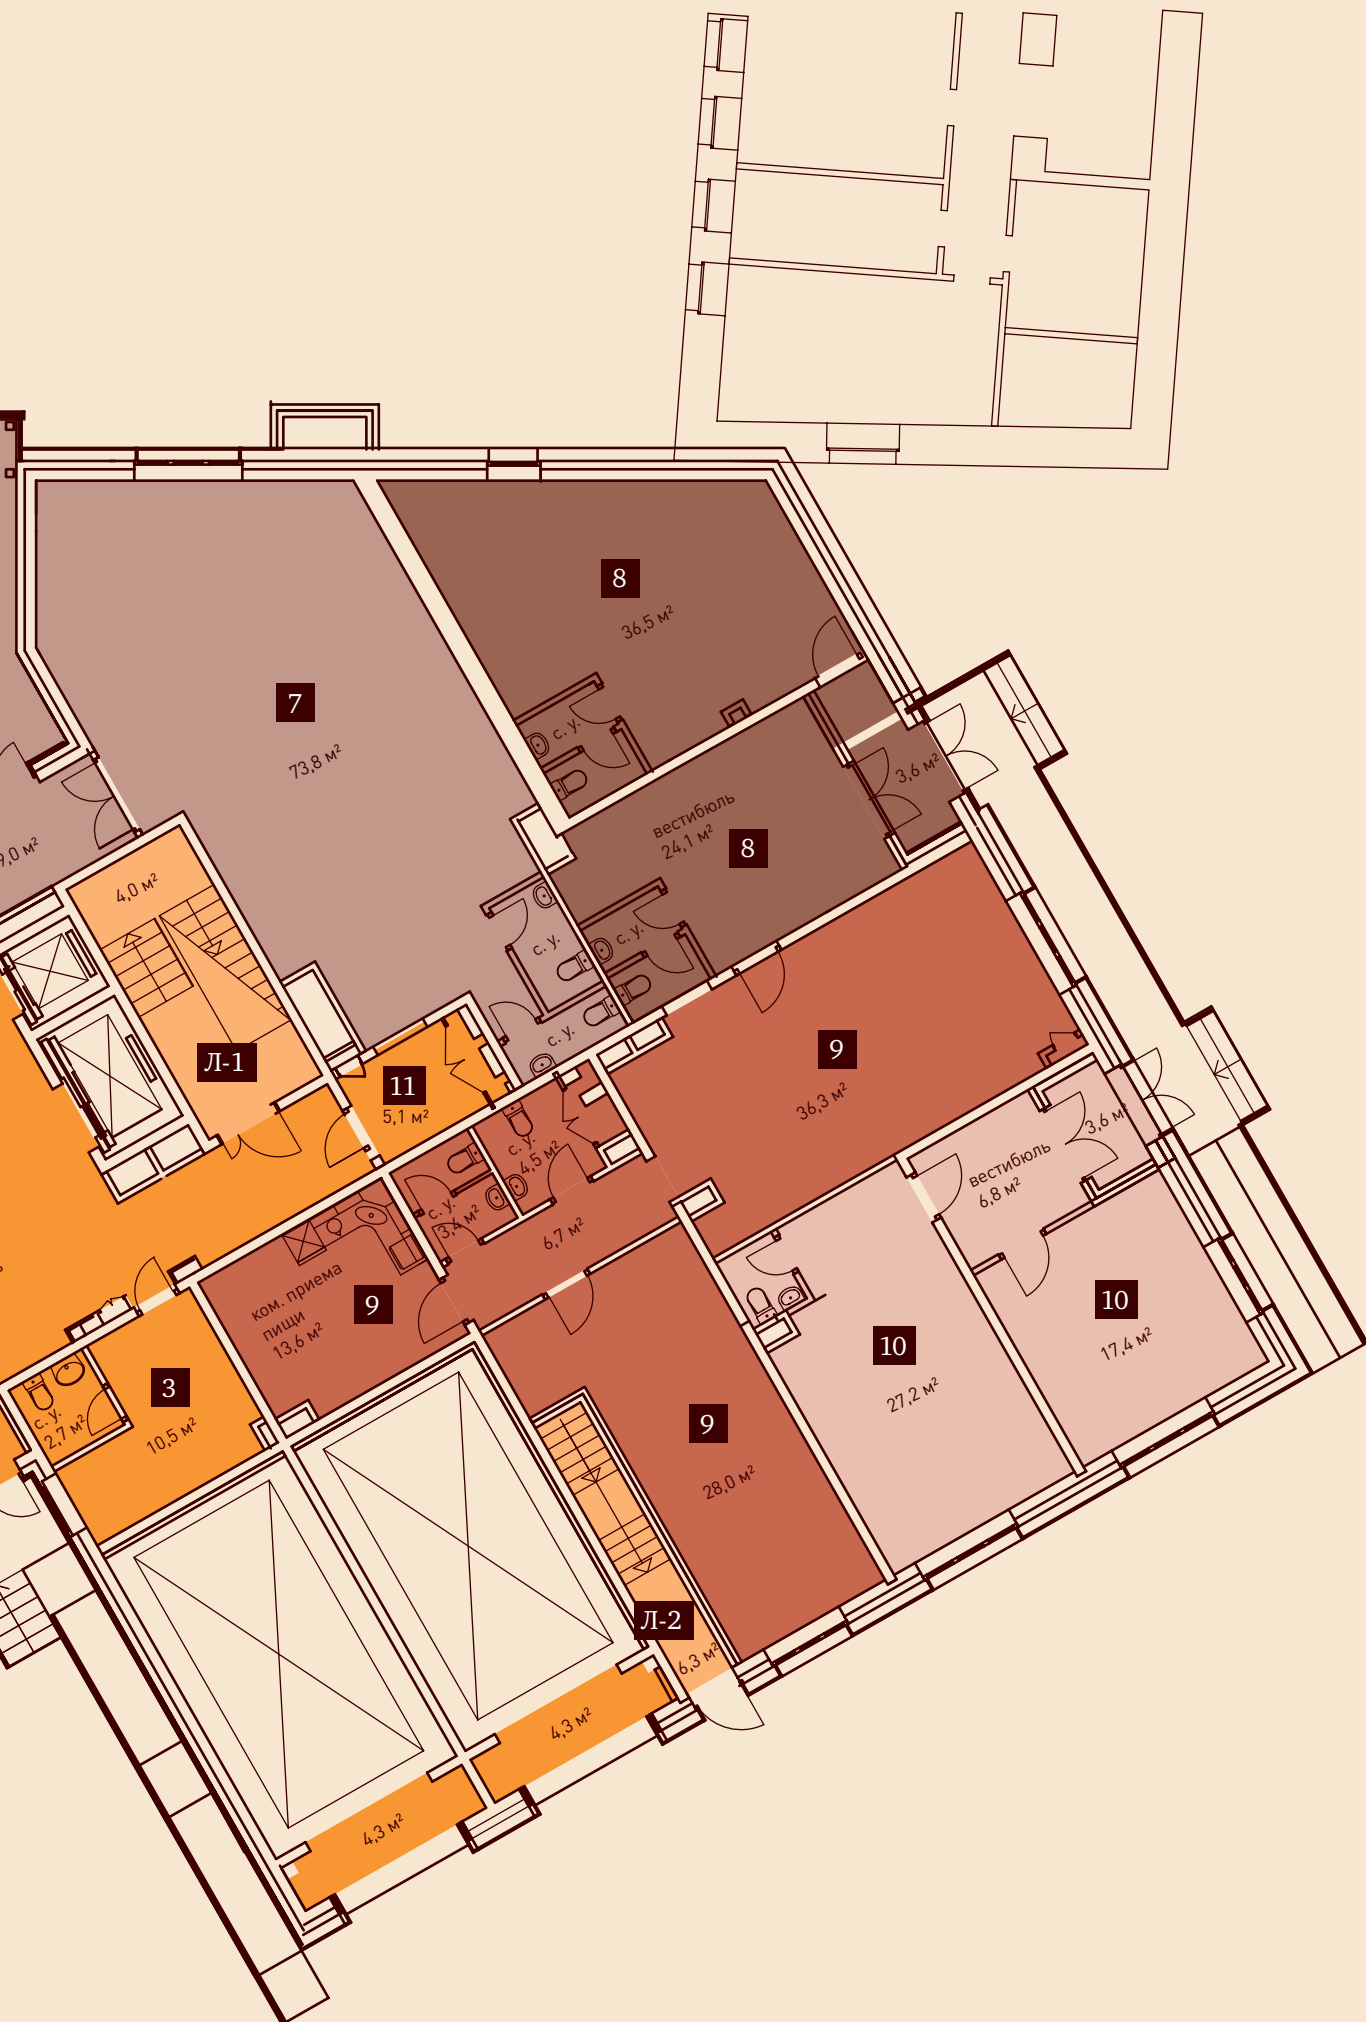 8
36,5 м²
7
73,8 м²
с. у.
3,6 м²
вестибюль
24,1 м²
8
9,0 м²
4,0 м²
с. у.
с. у.
с. у.
Л-1
11
5,1 м²
9
36,3 м²
3,6 м²
с. у.
4,5 м²
вестибюль
6,8 м²
с. у.
3,4 м²
6,7 м²
ком. приема
пищи
13,6 м²
9
10
17,4 м²
10
27,2 м²
3
10,5 м²
с. у.
2,7 м²
9
28,0 м²
Л-2
6,3 м²
4,3 м²
4,3 м²